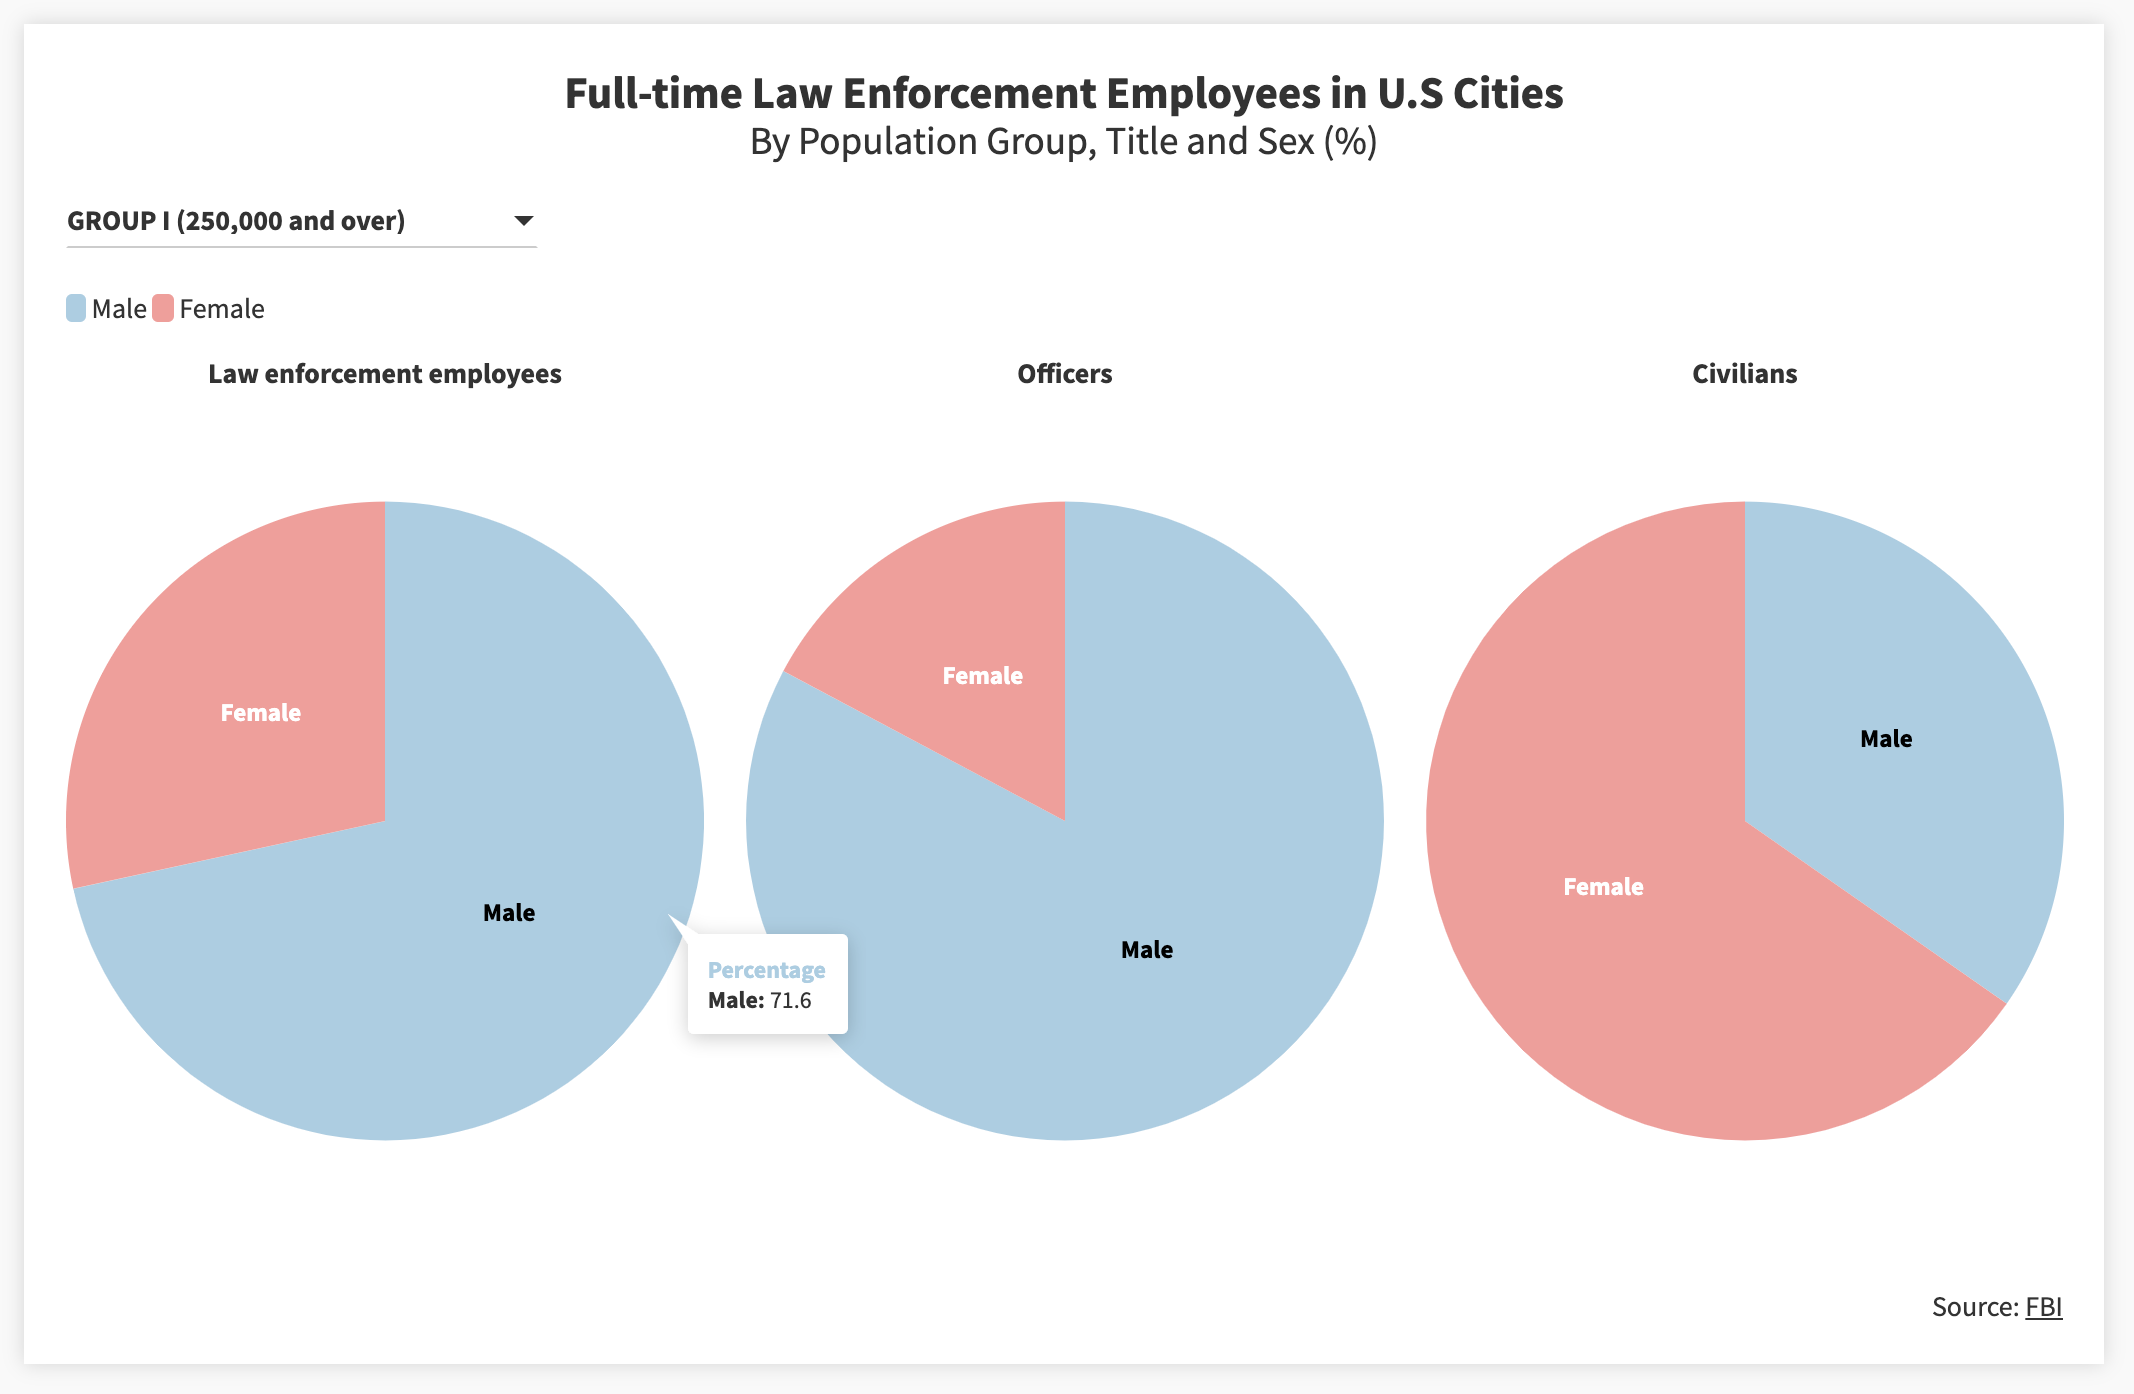 Full-time Law Enforcement Employees in U.S Cities
By Population Group, Title and Sex (%)
GROUP I (250,000 and over)
Male Female
Law enforcement employees
Officers
Civilians
Female
Male
Female
Male
Male
Female
Percentage
Male: 71.6
Source: FBI